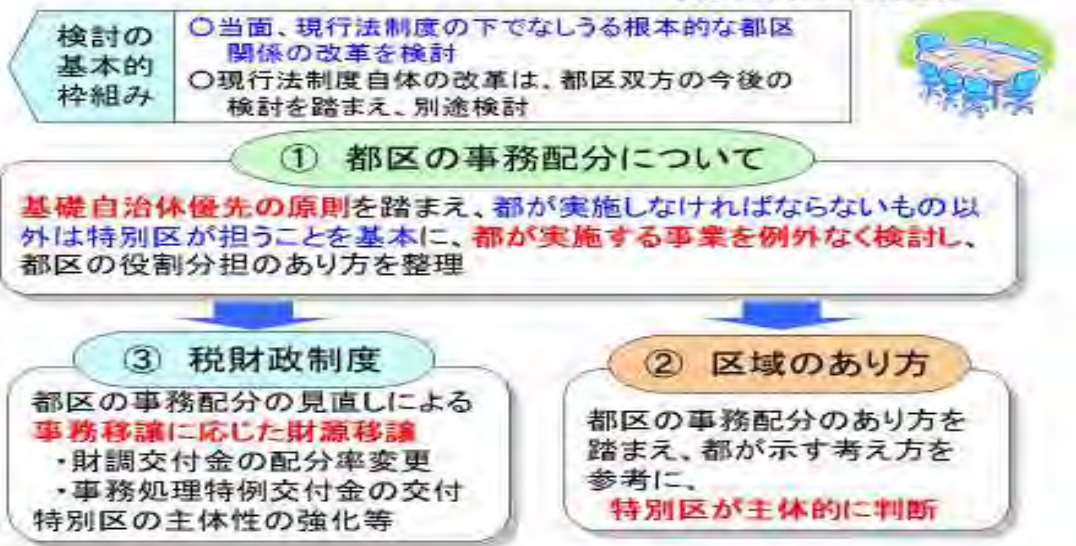 検討の
基本的
枠組み
○当面、現行法制度の下でなしうる根本的な都区
関係の改革を検討
○現行法制度自体の改革は、都区双方の今後の
検討を踏まえ、別途検討
① 都区の事務配分について
基礎自治体優先の原則を踏まえ、都が実施しなければならないもの以
外は特別区が担うことを基本に、都が実施する事業を例外なく検討し、
都区の役割分担のあり方を整理
③ 税財政制度
都区の事務配分の見直しによる
事務移譲に応じた財源移譲
・財調交付金の配分率変更
・事務処理特例交付金の交付
特別区の主体性の強化等
② 区域のあり方
都区の事務配分のあり方を
踏まえ、都が示す考え方を
参考に、
特別区が主体的に判断